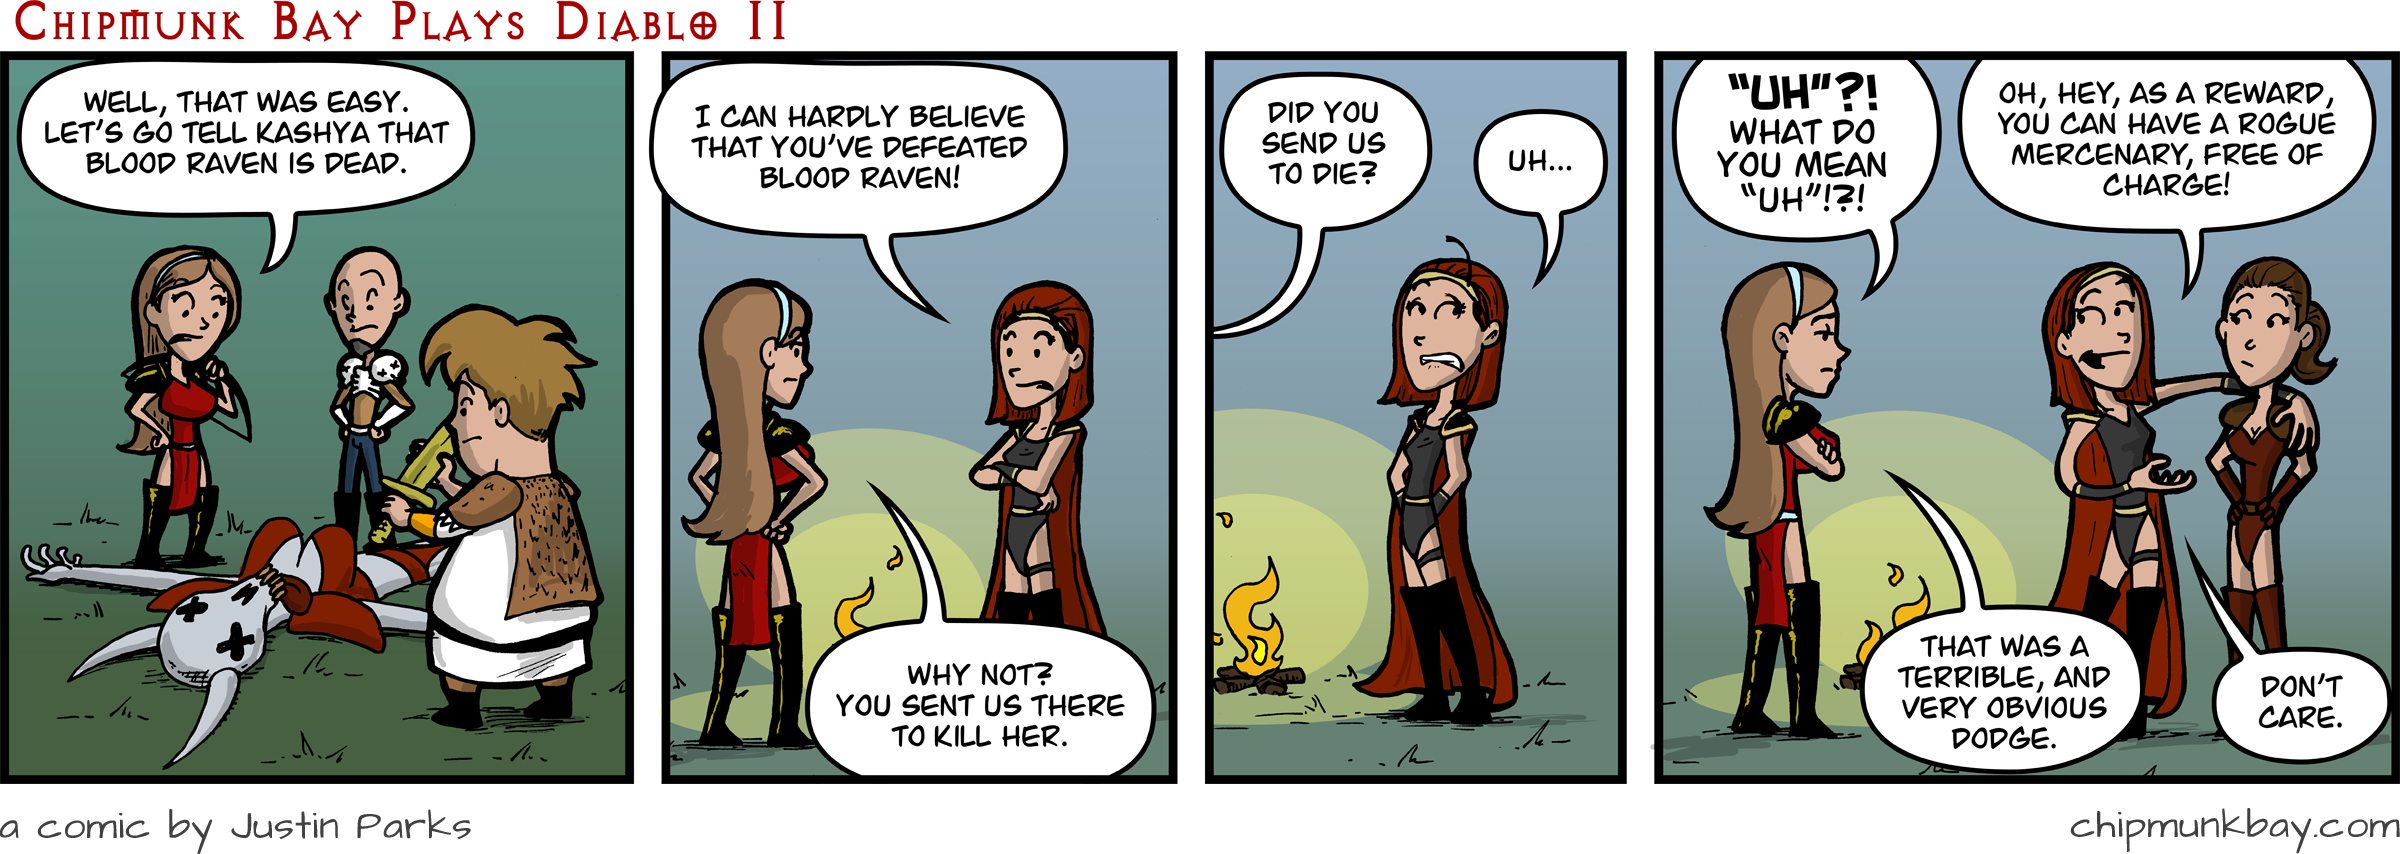 Chipmunk Bay Plays Diablo II
WELL, THAT WAS EASY.
LET'S GO TELL KASHYA THAT
BLOOD RAVEN IS DEAD.
I CAN HARDLY BELIEVE
THAT YOU'VE DEFEATED
BLOOD RAVEN!
WHY NOT?
YOU SENT US THERE
TO KILL HER.
DID YOU
SEND US
TO DIE?
UH...
"UH"?!
WHAT DO
YOU MEAN
"UH"!?!
OH, HEY, AS A REWARD,
YOU CAN HAVE A ROGUE
MERCENARY, FREE OF
CHARGE!
THAT WAS A
TERRIBLE, AND
VERY OBVIOUS
DODGE.
DON'T
CARE.
a comic by Justin Parks
chipmunkbay.com